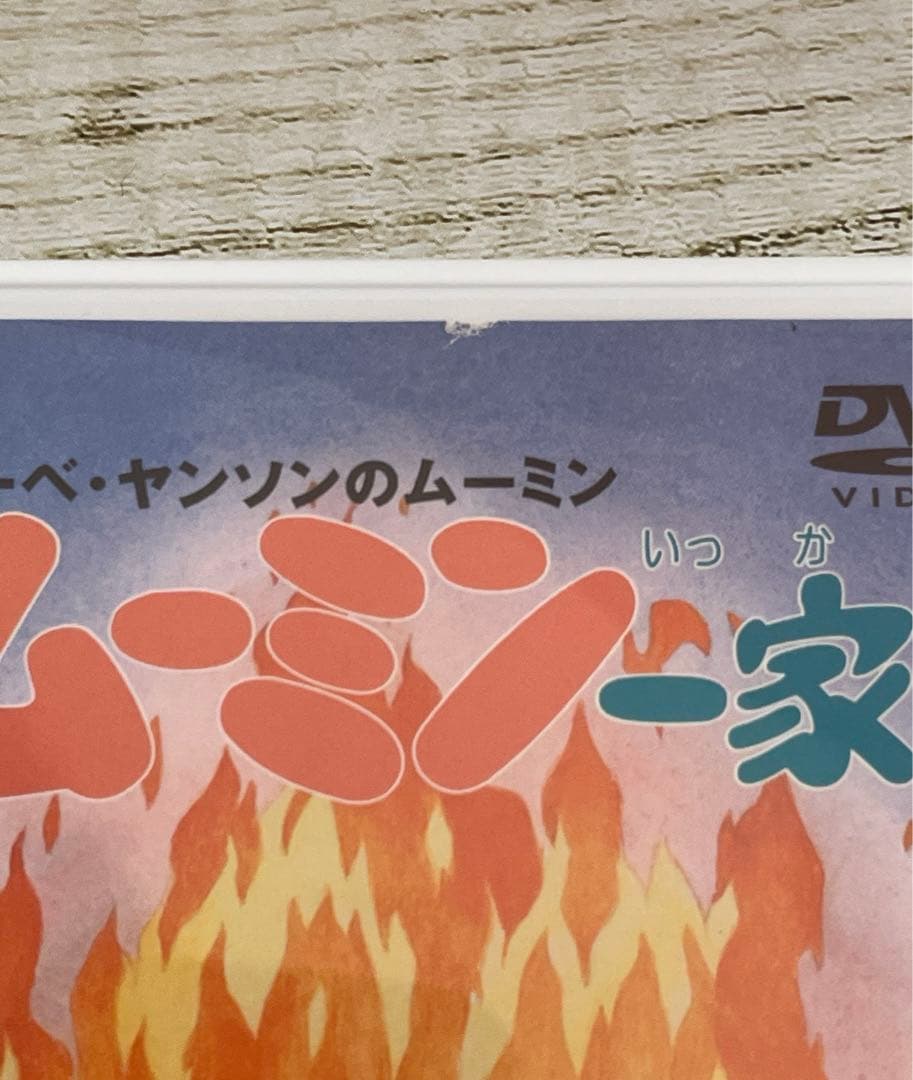 ーベ・ヤンソンのムーミン
DV
VID
いっ か
ムーミン一家